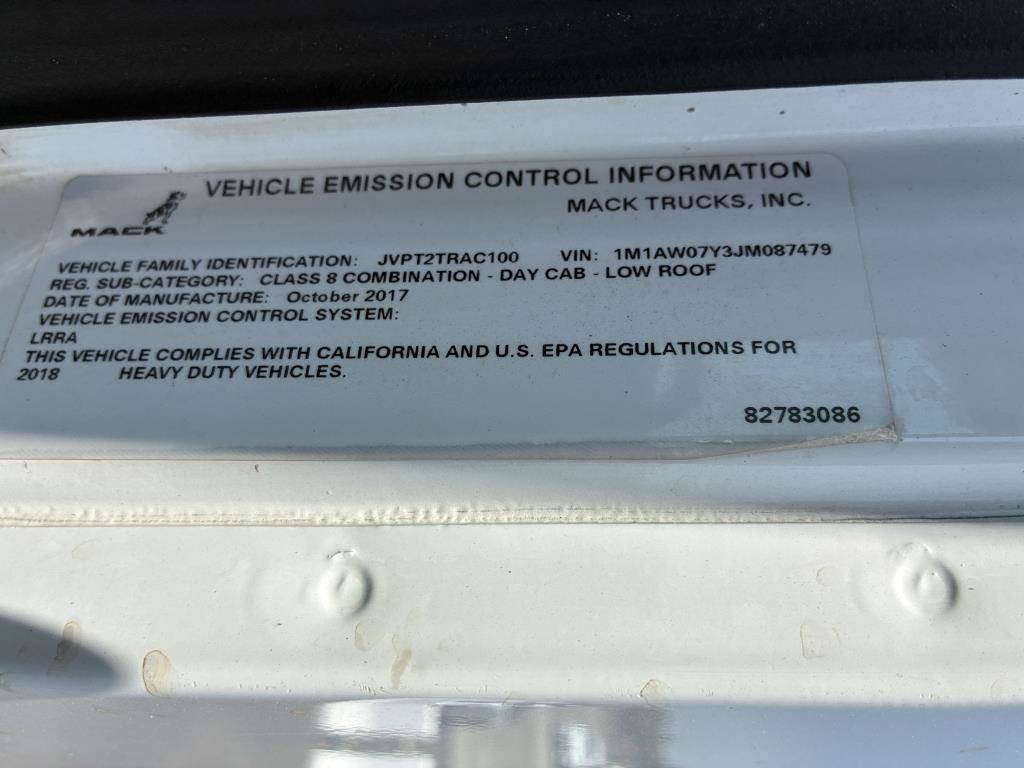 VEHICLE EMISSION CONTROL INFORMATION
MACK
MACK TRUCKS, INC.
VEHICLE FAMILY IDENTIFICATION: JVPT2TRAC100 VIN: 1M1AW07Y3JM087479
REG. SUB-CATEGORY: CLASS 8 COMBINATION - DAY CAB - LOW ROOF
DATE OF MANUFACTURE: October 2017
VEHICLE EMISSION CONTROL SYSTEM:
LRRA
THIS VEHICLE COMPLIES WITH CALIFORNIA AND U.S. EPA REGULATIONS FOR
2018 HEAVY DUTY VEHICLES.
82783086